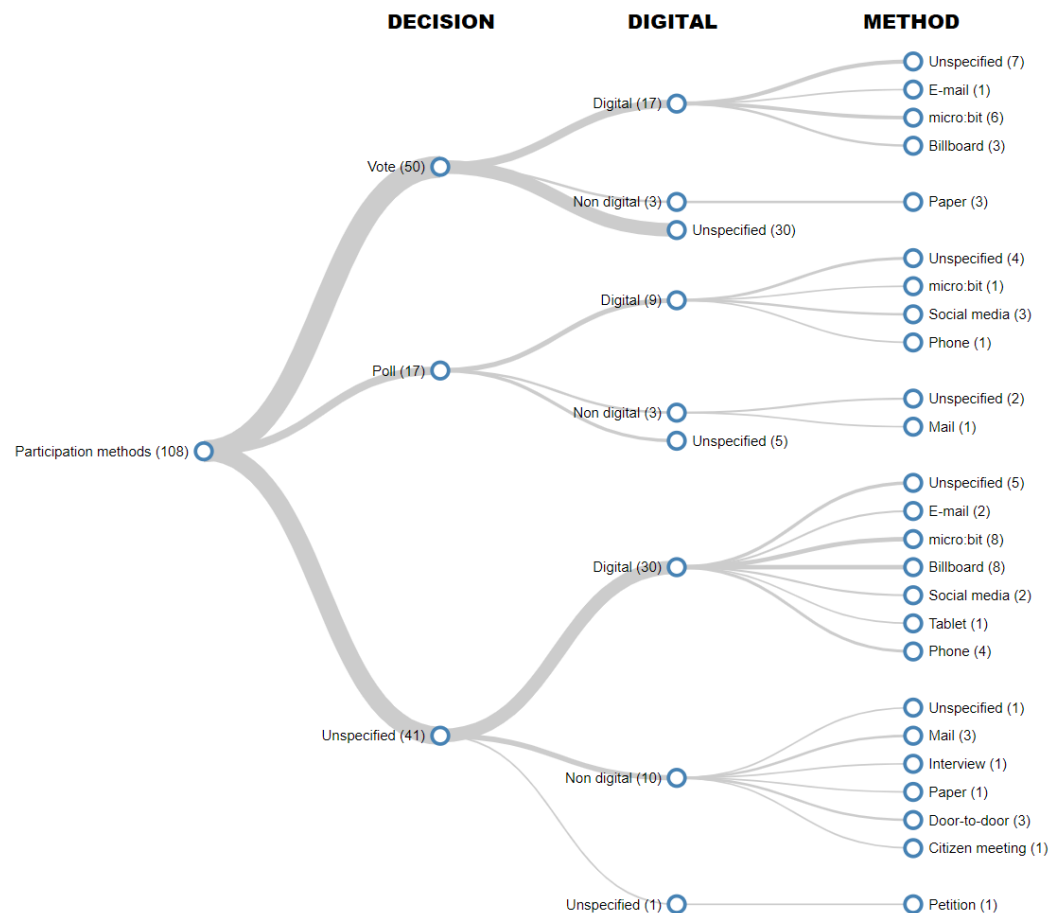 DECISION DIGITAL METHOD
Unspecified (7)
E-mail (1)
Digital (17)
micro:bit (6)
Billboard (3)
Vote (50)
Non digital (3)
Paper (3)
Unspecified (30)
Unspecified (4)
micro:bit (1)
Digital (9)
Social media (3)
Phone (1)
Poll (17)
Unspecified (2)
Non digital (3)
Mail (1)
Unspecified (5)
Participation methods (108)
Unspecified (5)
E-mail (2)
micro:bit (8)
Digital (30)
Billboard (8)
Social media (2)
Tablet (1)
Phone (4)
Unspecified (1)
Unspecified (41)
Mail (3)
Interview (1)
Non digital (10)
Paper (1)
Door-to-door (3)
Citizen meeting (1)
Unspecified (1)
Petition (1)